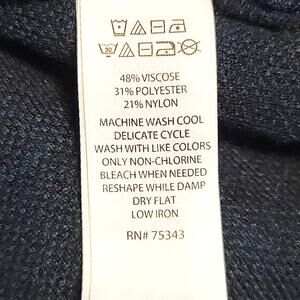 48% VISCOSE
31% POLYESTER
21% NYLON
MACHINE WASH COOL
DELICATE CYCLE
WASH WITH LIKE COLORS
ONLY NON-CHLORINE
BLEACH WHEN NEEDED
RESHAPE WHILE DAMP
DRY FLAT
LOW IRON
RN# 75343